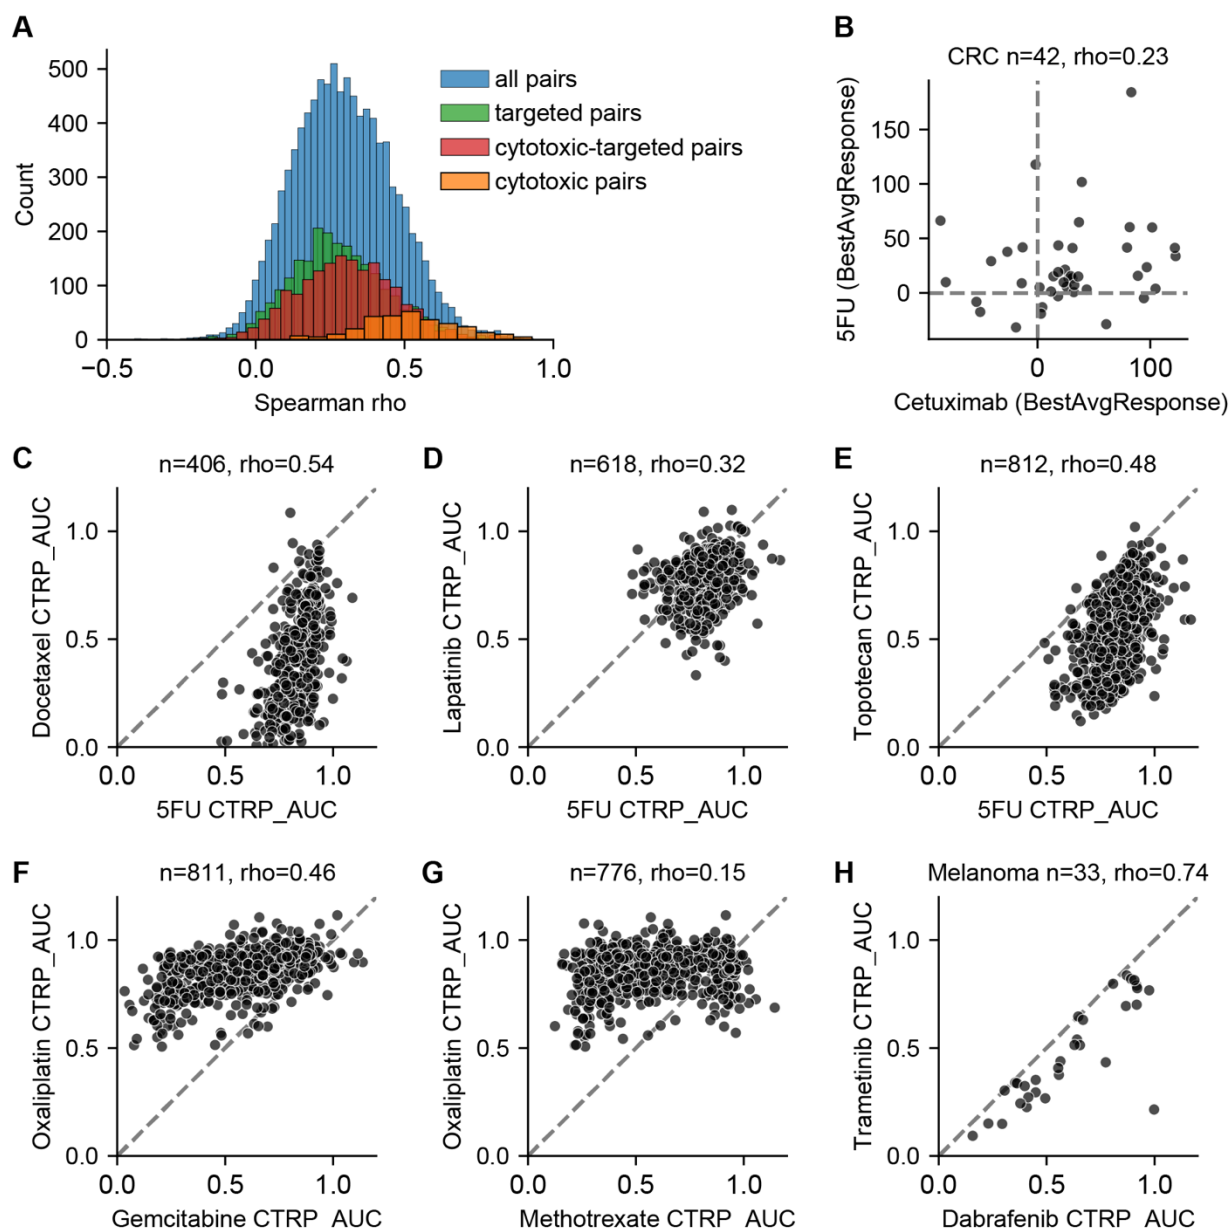 A
500
400
300
200
100
0
Count
−0.5
0.0
0.5
1.0
Spearman rho
all pairs
targeted pairs
cytotoxic-targeted pairs
cytotoxic pairs
B
CRC n=42, rho=0.23
150
100
50
0
5FU (BestAvgResponse)
0
100
Cetuximab (BestAvgResponse)
C
n=406, rho=0.54
1.0
0.5
0.0
Docetaxel CTRP_AUC
0.0
0.5
1.0
5FU CTRP_AUC
D
n=618, rho=0.32
1.0
0.5
0.0
Lapatinib CTRP_AUC
0.0
0.5
1.0
5FU CTRP_AUC
E
n=812, rho=0.48
1.0
0.5
0.0
Topotecan CTRP_AUC
0.0
0.5
1.0
5FU CTRP_AUC
F
n=811, rho=0.46
1.0
0.5
0.0
Oxaliplatin CTRP_AUC
0.0
0.5
1.0
Gemcitabine CTRP_AUC
G
n=776, rho=0.15
1.0
0.5
0.0
Oxaliplatin CTRP_AUC
0.0
0.5
1.0
Methotrexate CTRP_AUC
H
Melanoma n=33, rho=0.74
1.0
0.5
0.0
Trametinib CTRP_AUC
0.0
0.5
1.0
Dabrafenib CTRP_AUC